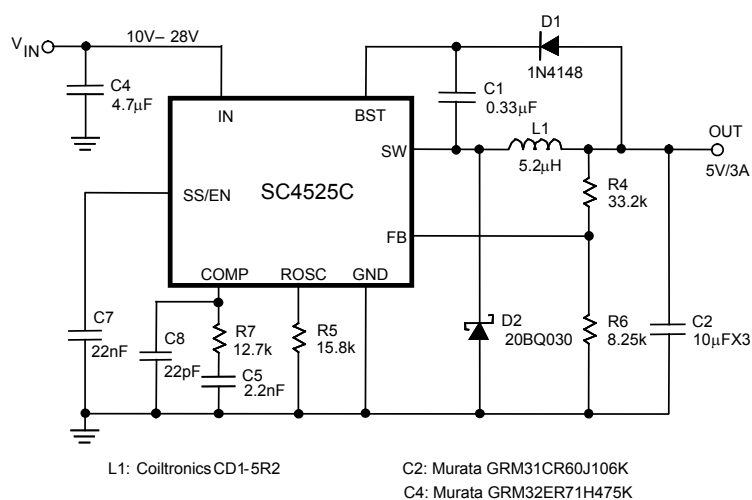 V IN
10V– 28V
C4
4.7µF
IN
BST
D1
1N4148
C1
0.33µF
L1
5.2µH
SW
OUT
5V/3A
SS/EN
SC4525C
FB
R4
33.2k
COMP
ROSC
GND
C7
22nF
C8
22pF
R7
12.7k
C5
2.2nF
R5
15.8k
D2
20BQ030
R6
8.25k
C2
10µFX3
L1: Coiltronics CD1-5R2
C2: Murata GRM31CR60J106K
C4: Murata GRM32ER71H475K